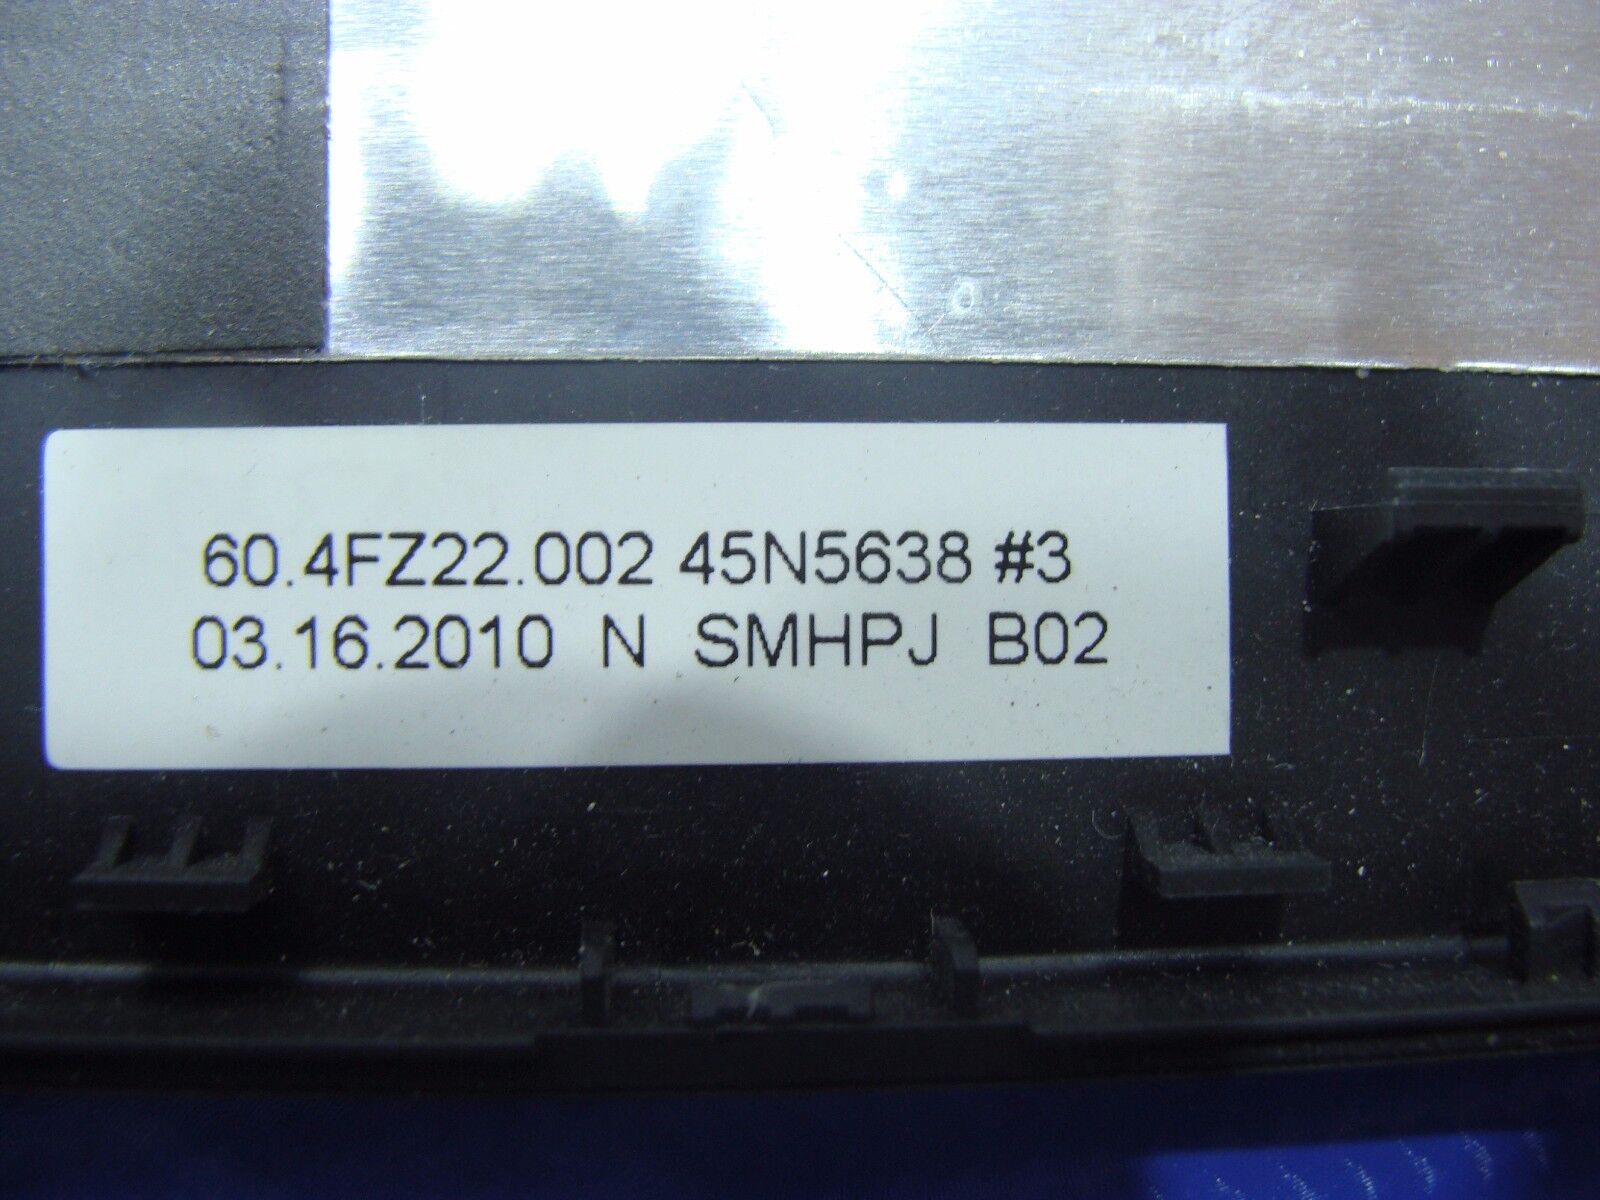 60.4FZ22.002 45N5638 #3
03.16.2010 N SMHPJ B02